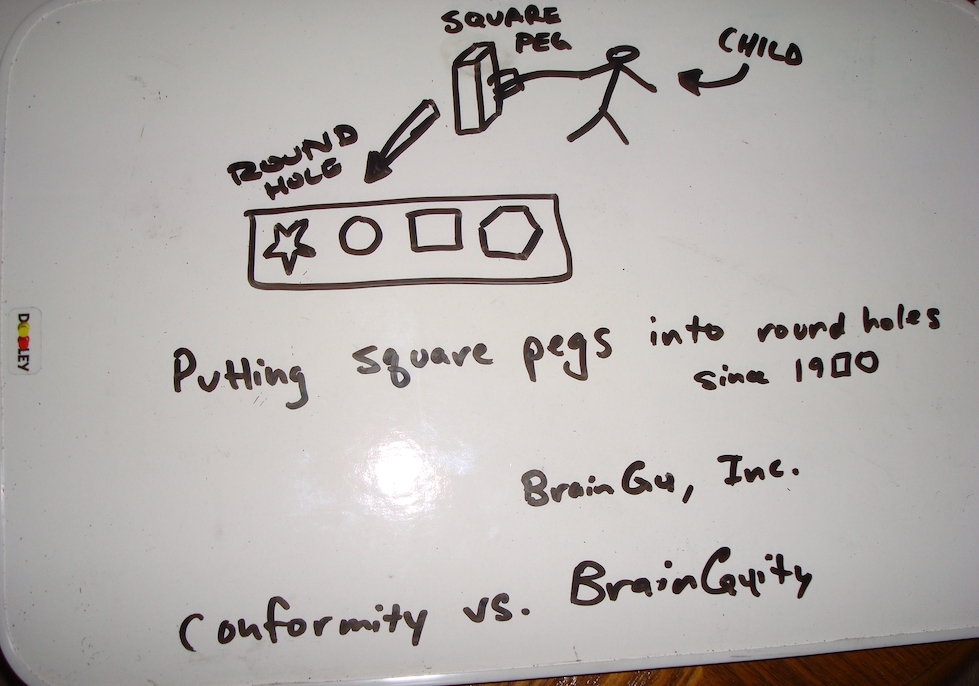 SQUARE
PEG
CHILD
ROUND
HOLE
Putting square pegs into round holes
since 19□0
BrainGu, Inc.
Conformity vs. BrainGuity
DOOLEY